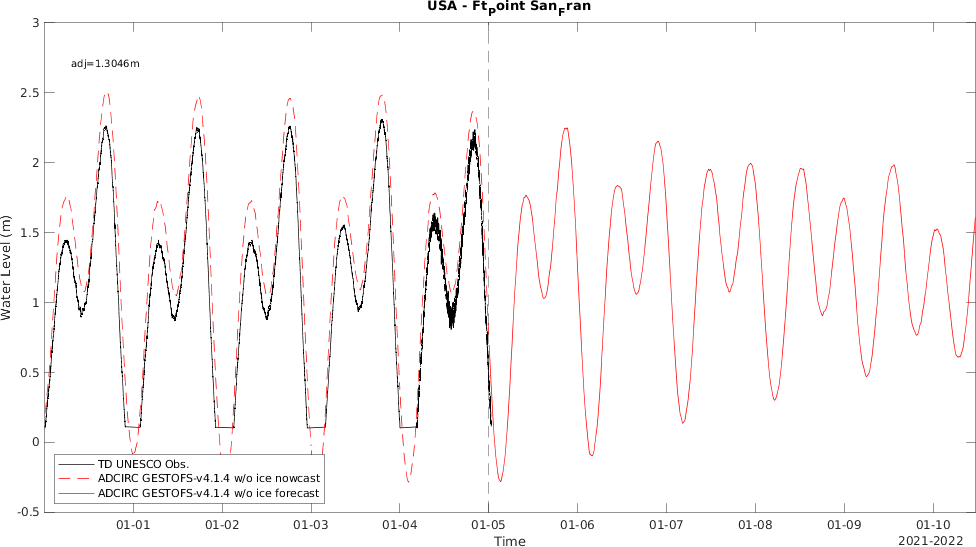 USA - Ft_Point San_Fran
adj=1.3046m
3
2.5
2
1.5
1
0.5
0
-0.5
Water Level (m)
TD UNESCO Obs.
ADCIRC GESTOFS-v4.1.4 w/o ice nowcast
ADCIRC GESTOFS-v4.1.4 w/o ice forecast
01-01 01-02 01-03 01-04 01-05 01-06 01-07 01-08 01-09 01-10
Time
2021-2022